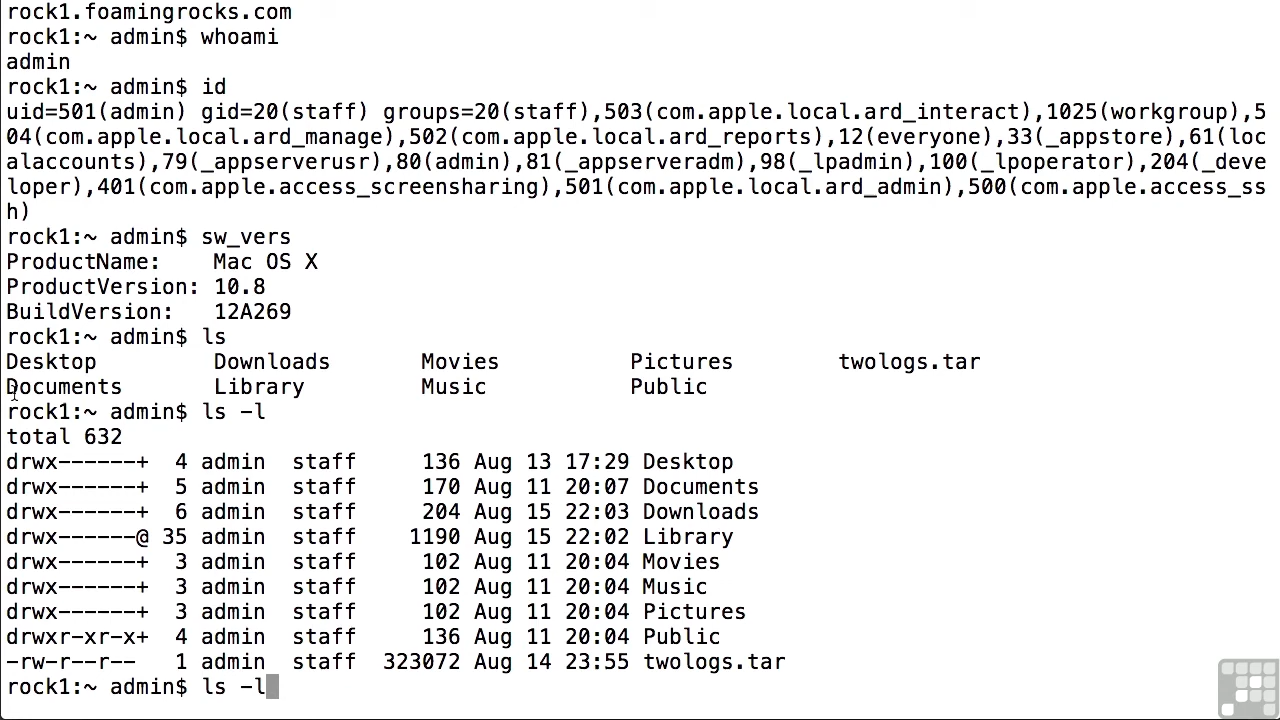 rock1.foamingrocks.com
rock1:~ admin$ whoami
admin
rock1:~ admin$ id
uid=501(admin) gid=20(staff) groups=20(staff),503(com.apple.local.ard_interact),1025(workgroup),5
04(com.apple.local.ard_manage),502(com.apple.local.ard_reports),12(everyone),33(_appstore),61(loc
alaccounts),79(_appserverusr),80(admin),81(_appserveradm),98(_lpadmin),100(_lpoperator),204(_deve
loper),401(com.apple.access_screensharing),501(com.apple.local.ard_admin),500(com.apple.access_ss
h)
rock1:~ admin$ sw_vers
ProductName:    Mac OS X
ProductVersion: 10.8
BuildVersion:   12A269
rock1:~ admin$ ls
Desktop         Downloads       Movies          Pictures        twologs.tar
Documents       Library         Music           Public
rock1:~ admin$ ls -l
total 632
drwx------+  4 admin  staff     136 Aug 13 17:29 Desktop
drwx------+  5 admin  staff     170 Aug 11 20:07 Documents
drwx------+  6 admin  staff     204 Aug 15 22:03 Downloads
drwx------@ 35 admin  staff    1190 Aug 15 22:02 Library
drwx------+  3 admin  staff     102 Aug 11 20:04 Movies
drwx------+  3 admin  staff     102 Aug 11 20:04 Music
drwx------+  3 admin  staff     102 Aug 11 20:04 Pictures
drwxr-xr-x+  4 admin  staff     136 Aug 11 20:04 Public
-rw-r--r--   1 admin  staff  323072 Aug 14 23:55 twologs.tar
rock1:~ admin$ ls -l